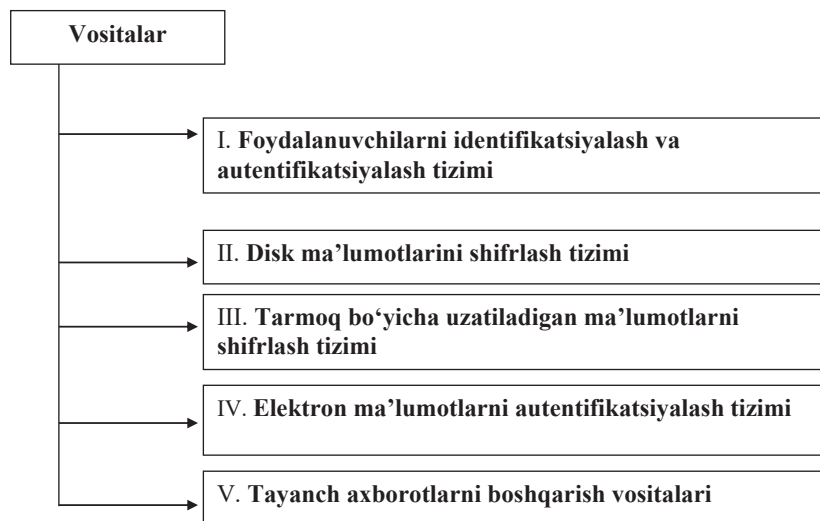 Vositalar
I. Foydalanuvchilarni identifikatsiyalash va
autentifikatsiyalash tizimi
II. Disk ma’lumotlarini shifrlash tizimi
III. Tarmoq bo‘yicha uzatiladigan ma’lumotlarni
shifrlash tizimi
IV. Elektron ma’lumotlarni autentifikatsiyalash tizimi
V. Tayanch axborotlarni boshqarish vositalari